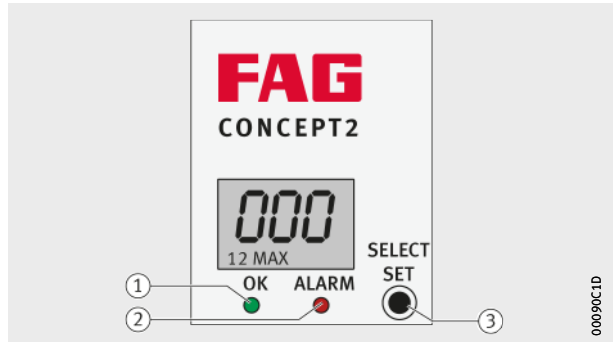 FAG
CONCEPT2
000
12 MAX
SELECT
SET
OK ALARM
1
2
3
00090C1D